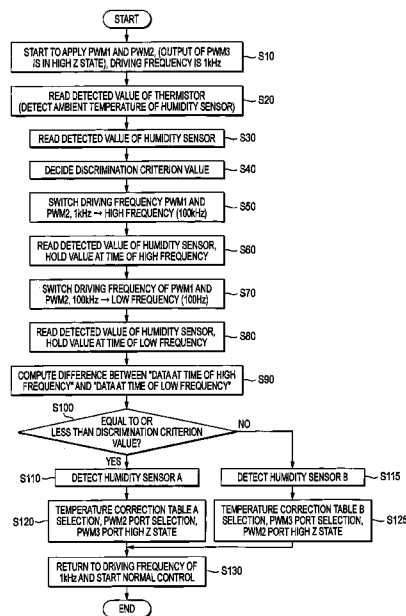 START
START TO APPLY PWM1 AND PWM2, (OUTPUT OF PWM3
IS IN HIGH Z STATE), DRIVING FREQUENCY IS 1kHz
S10
READ DETECTED VALUE OF THERMISTOR
(DETECT AMBIENT TEMPERATURE OF HUMIDITY SENSOR)
S20
READ DETECTED VALUE OF HUMIDITY SENSOR
S30
DECIDE DISCRIMINATION CRITERION VALUE
S40
SWITCH DRIVING FREQUENCY PWM1 AND
PWM2, 1kHz → HIGH FREQUENCY (100kHz)
S50
READ DETECTED VALUE OF HUMIDITY SENSOR,
HOLD VALUE AT TIME OF HIGH FREQUENCY
S60
SWITCH DRIVING FREQUENCY OF PWM1 AND
PWM2, 100kHz → LOW FREQUENCY (100Hz)
S70
READ DETECTED VALUE OF HUMIDITY SENSOR,
HOLD VALUE AT TIME OF LOW FREQUENCY
S80
COMPUTE DIFFERENCE BETWEEN "DATA AT TIME OF HIGH
FREQUENCY" AND "DATA AT TIME OF LOW FREQUENCY"
S90
S100
EQUAL TO OR
LESS THAN DISCRIMINATION CRITERION
VALUE?
NO
YES
S110
DETECT HUMIDITY SENSOR A
DETECT HUMIDITY SENSOR B
S115
TEMPERATURE CORRECTION TABLE A
SELECTION, PWM2 PORT SELECTION,
PWM3 PORT HIGH Z STATE
S120
TEMPERATURE CORRECTION TABLE B
SELECTION, PWM3 PORT SELECTION,
PWM2 PORT HIGH Z STATE
S125
RETURN TO DRIVING FREQUENCY OF
1kHz AND START NORMAL CONTROL
S130
END